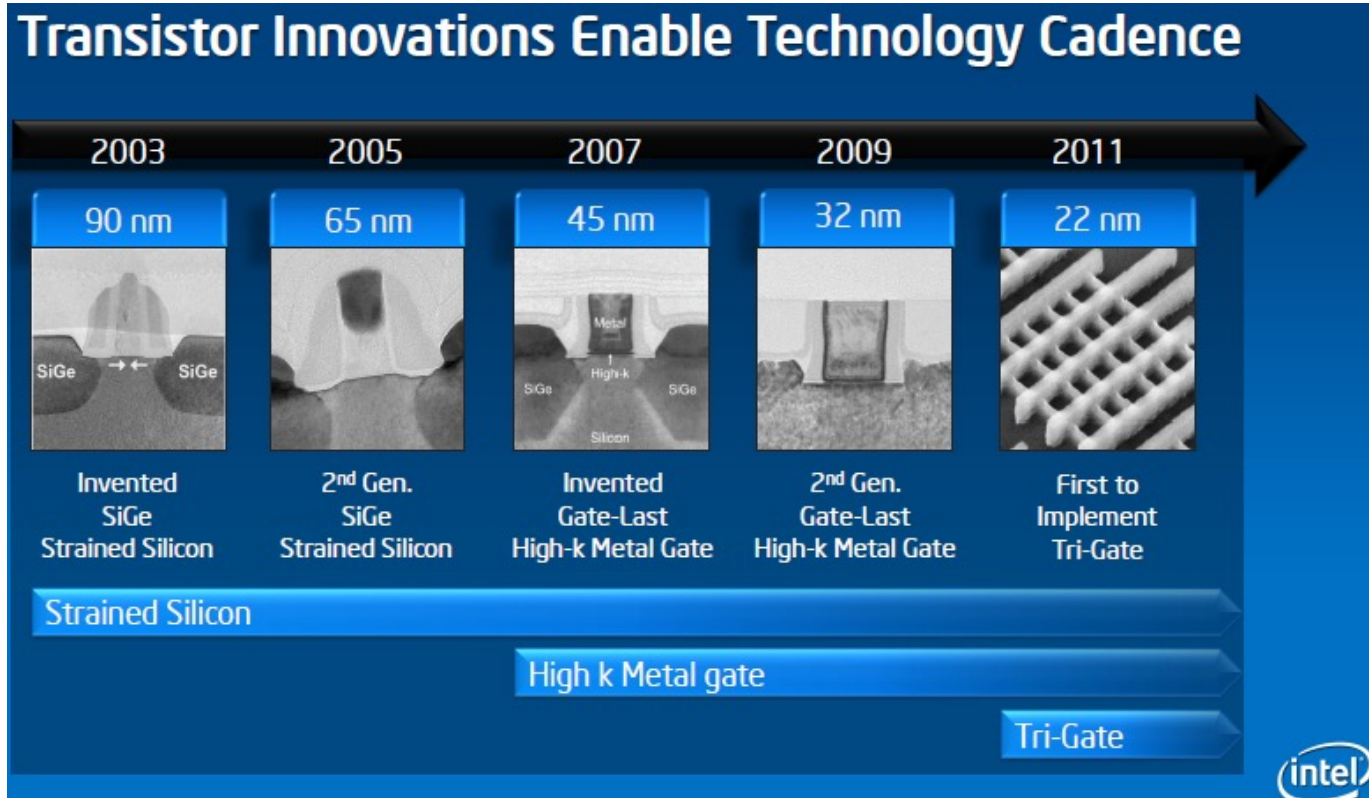 Transistor Innovations Enable Technology Cadence
2003
2005
2007
2009
2011
90 nm
65 nm
45 nm
32 nm
22 nm
SiGe
SiGe
Metal
High-k
SiGe
SiGe
Silicon
Invented
SiGe
Strained Silicon
2nd Gen.
SiGe
Strained Silicon
Invented
Gate-Last
High-k Metal Gate
2nd Gen.
Gate-Last
High-k Metal Gate
First to
Implement
Tri-Gate
Strained Silicon
High k Metal gate
Tri-Gate
intel